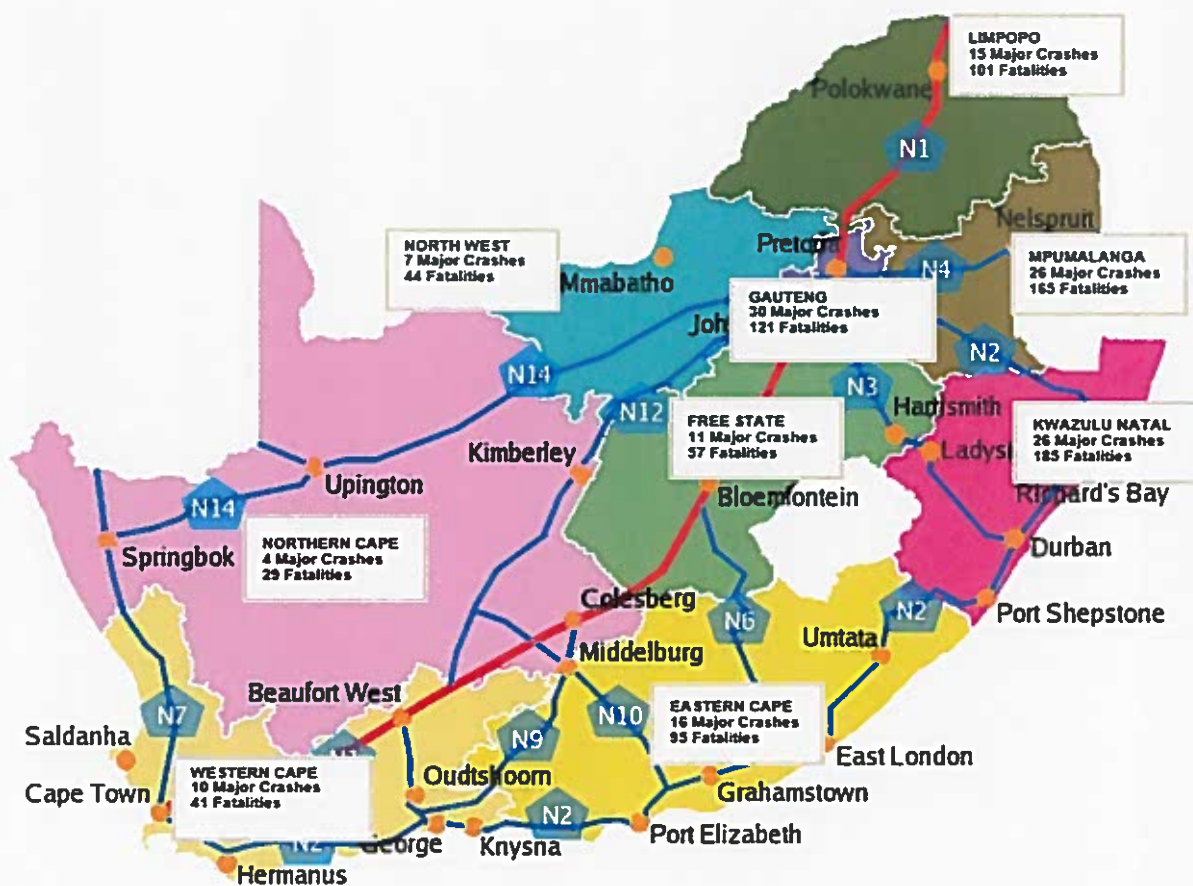 LIMPOPO
15 Major Crashes
101 Fatalities
Polokwane
N1
Nelspruit
NORTH WEST
7 Major Crashes
44 Fatalities
Pretoria
MPUMALANGA
26 Major Crashes
165 Fatalities
N4
Mmabatho
GAUTENG
30 Major Crashes
121 Fatalities
Joh
N2
N14
N3
N12
Harrismith
FREE STATE
11 Major Crashes
57 Fatalities
KWAZULU NATAL
26 Major Crashes
185 Fatalities
Kimberley
Ladys
Upington
Bloemfontein
Richard's Bay
N14
Springbok
NORTHERN CAPE
4 Major Crashes
29 Fatalities
Durban
Colesberg
N6
N2
Port Shepstone
Umtata
Middelburg
Beaufort West
N7
N10
EASTERN CAPE
16 Major Crashes
95 Fatalities
Saldanha
N9
N1
East London
WESTERN CAPE
10 Major Crashes
41 Fatalities
Oudtshoorn
Cape Town
Grahamstown
N2
Port Elizabeth
George
Knysna
N2
Hermanus